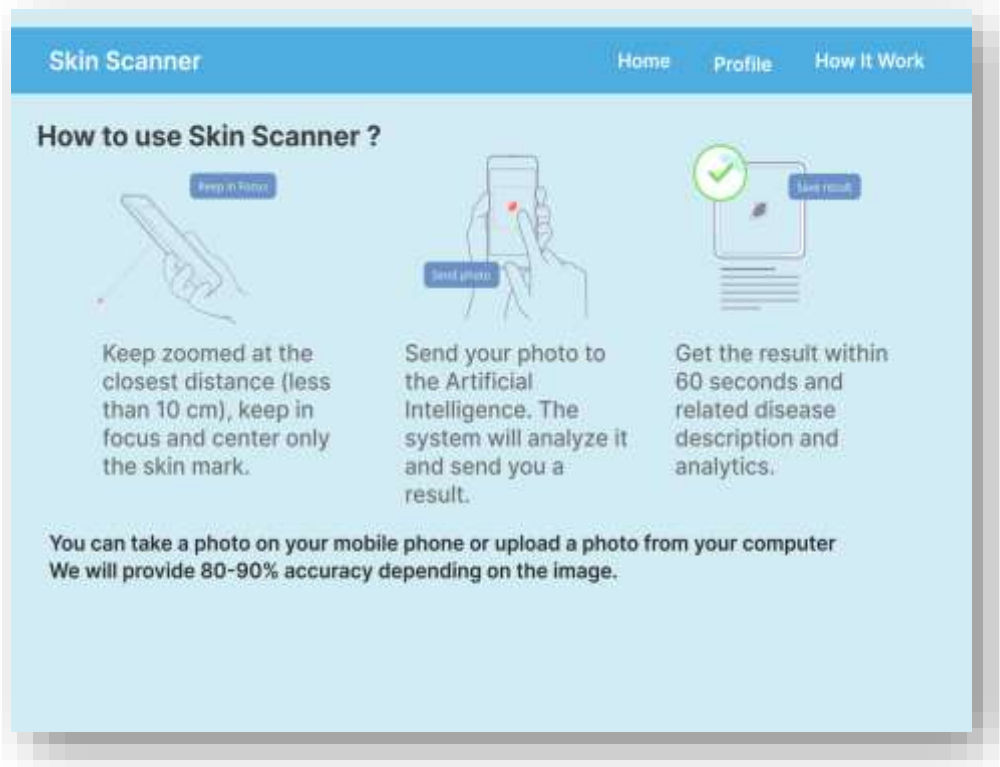 Skin Scanner
Home Profile How It Work
How to use Skin Scanner ?
Keep in Focus
Send photo
Save result
Keep zoomed at the
closest distance (less
than 10 cm), keep in
focus and center only
the skin mark.
Send your photo to
the Artificial
Intelligence. The
system will analyze it
and send you a
result.
Get the result within
60 seconds and
related disease
description and
analytics.
You can take a photo on your mobile phone or upload a photo from your computer
We will provide 80-90% accuracy depending on the image.